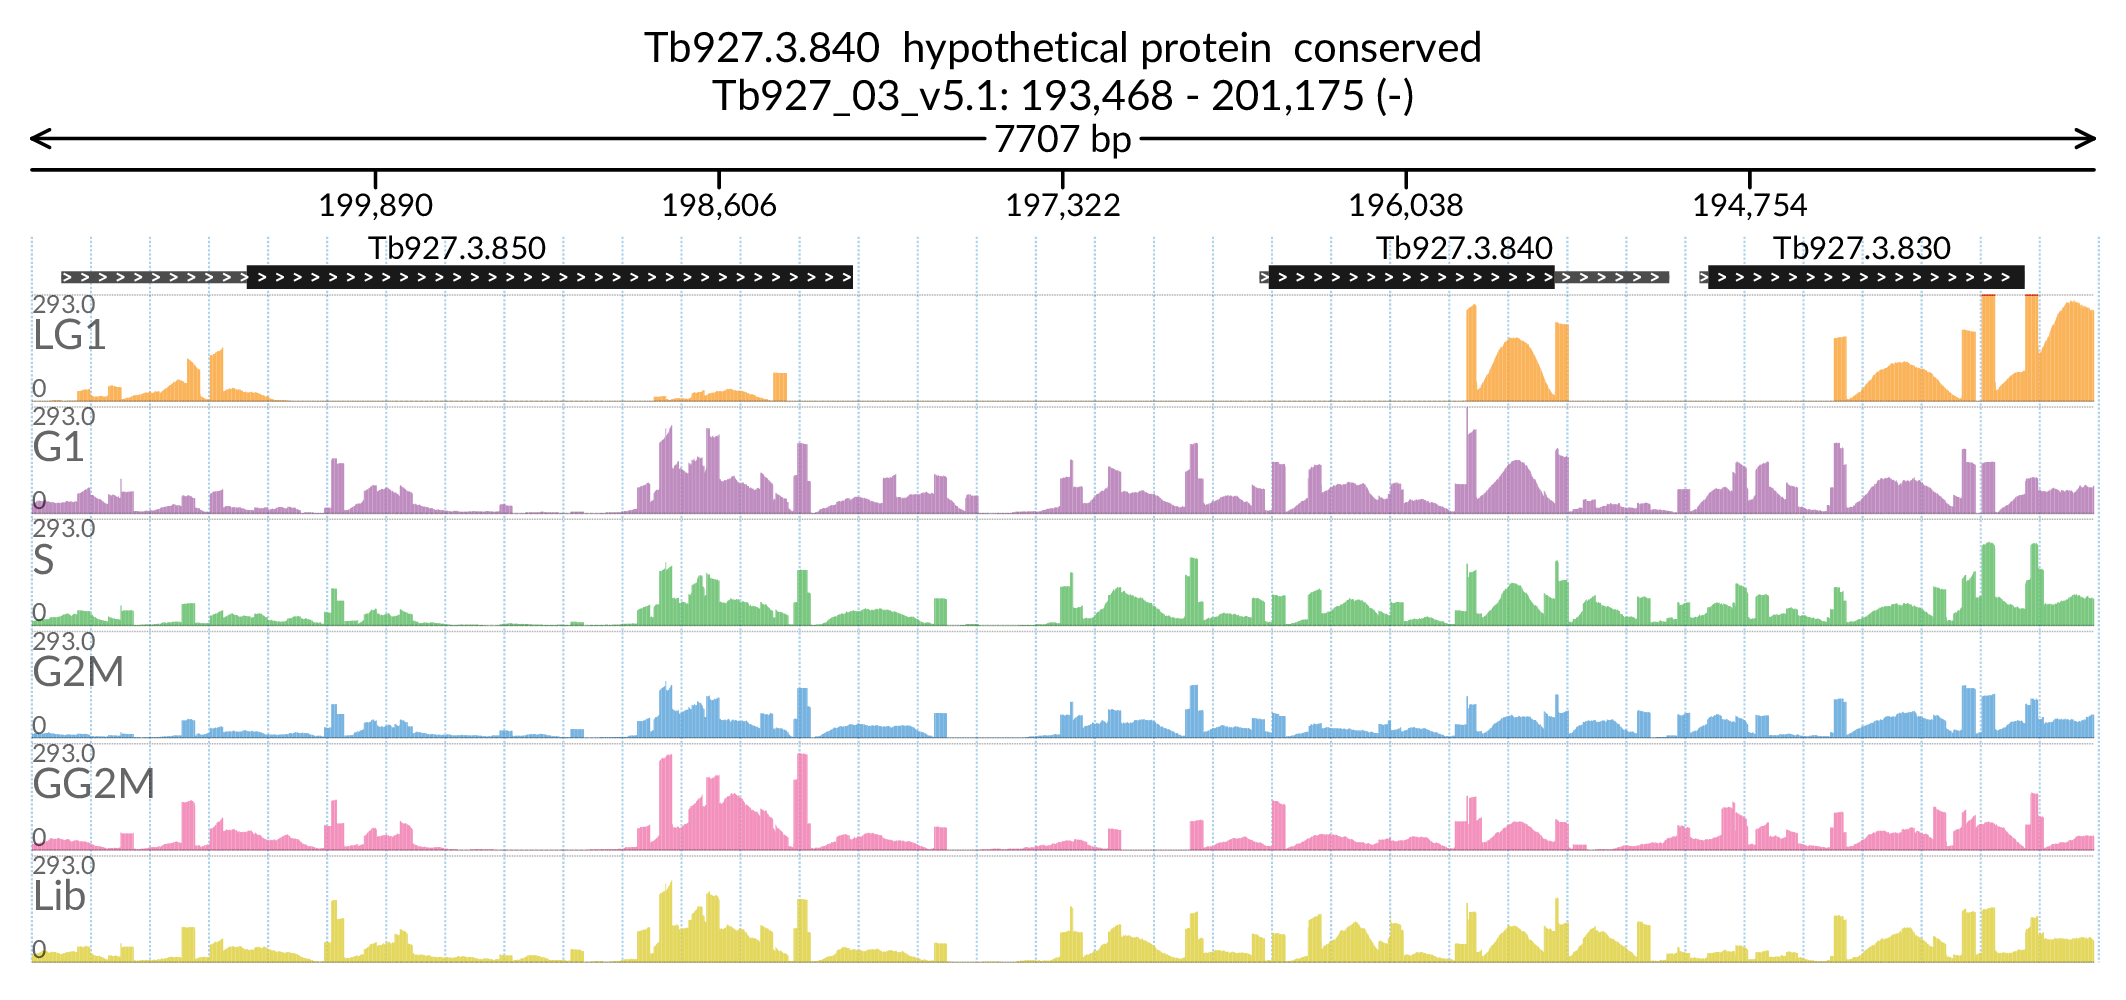 Tb927.3.840 hypothetical protein conserved
Tb927_03_v5.1: 193,468 - 201,175 (-)
7707 bp
199,890 198,606 197,322 196,038 194,754
Tb927.3.850 Tb927.3.840 Tb927.3.830
293.0
LG1
0
293.0
G1
0
293.0
S
0
293.0
G2M
0
293.0
GG2M
0
293.0
Lib
0